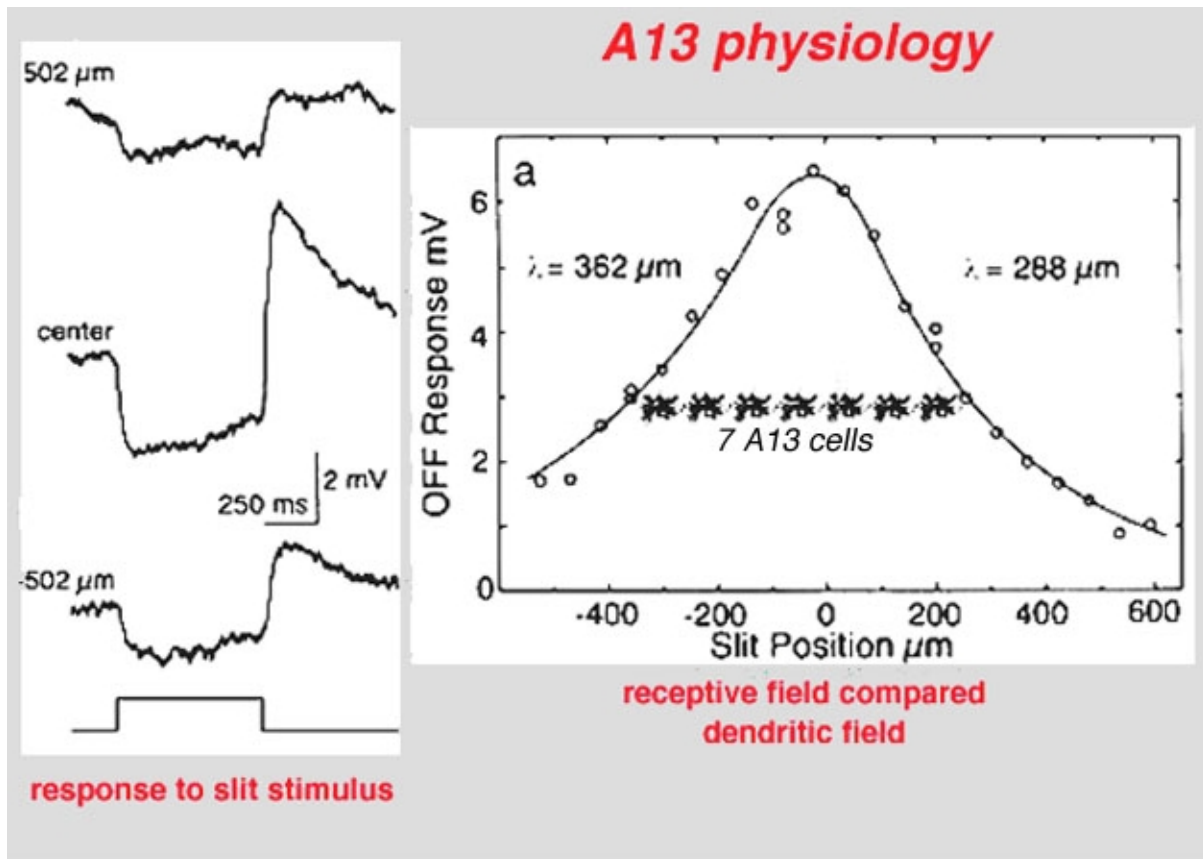 A13 physiology
502 µm
center
2 mV
250 ms
-502 µm
response to slit stimulus
a
OFF Response mV
6
4
2
0
λ = 362 µm
λ = 288 µm
7 A13 cells
-400 -200 0 200 400 600
Slit Position µm
receptive field compared
dendritic field